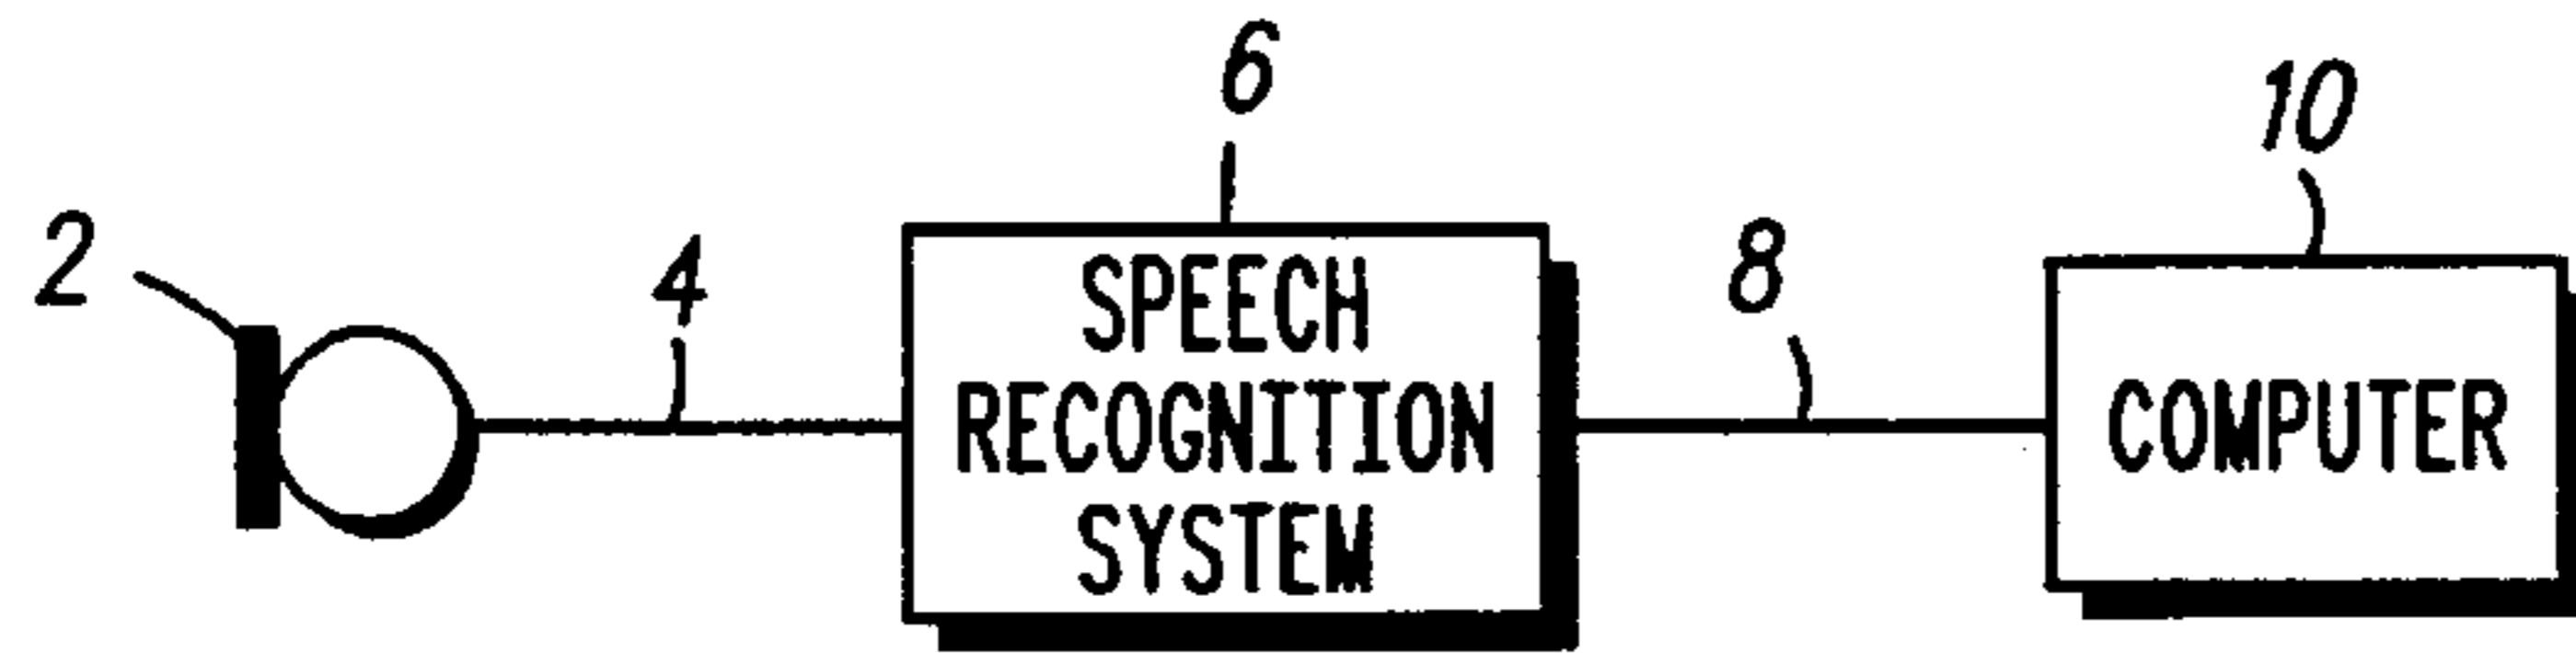 6
10
2
4
8
SPEECH
RECOGNITION
SYSTEM
COMPUTER